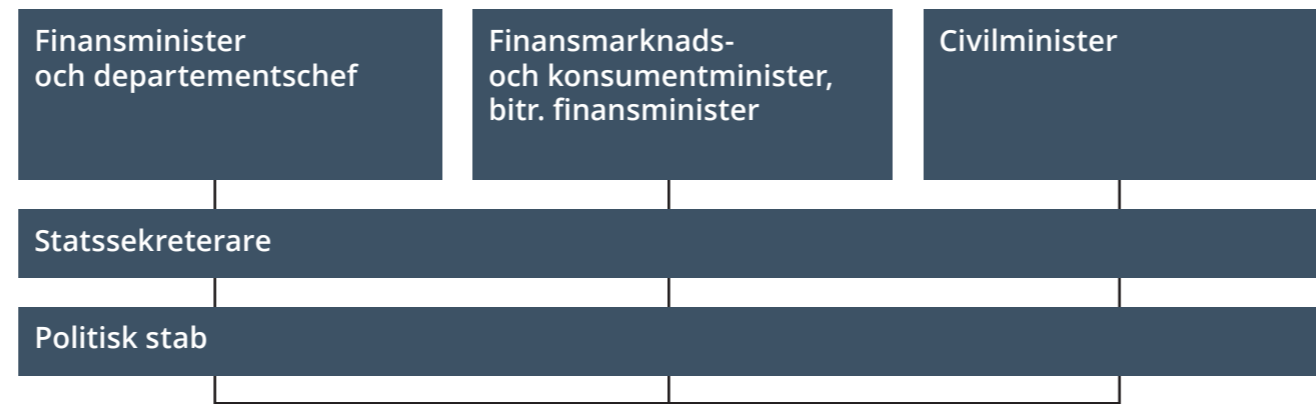 Finansminister
och departementschef
Finansmarknads-
och konsumentminister,
bitr. finansminister
Civilminister
Statssekreterare
Politisk stab